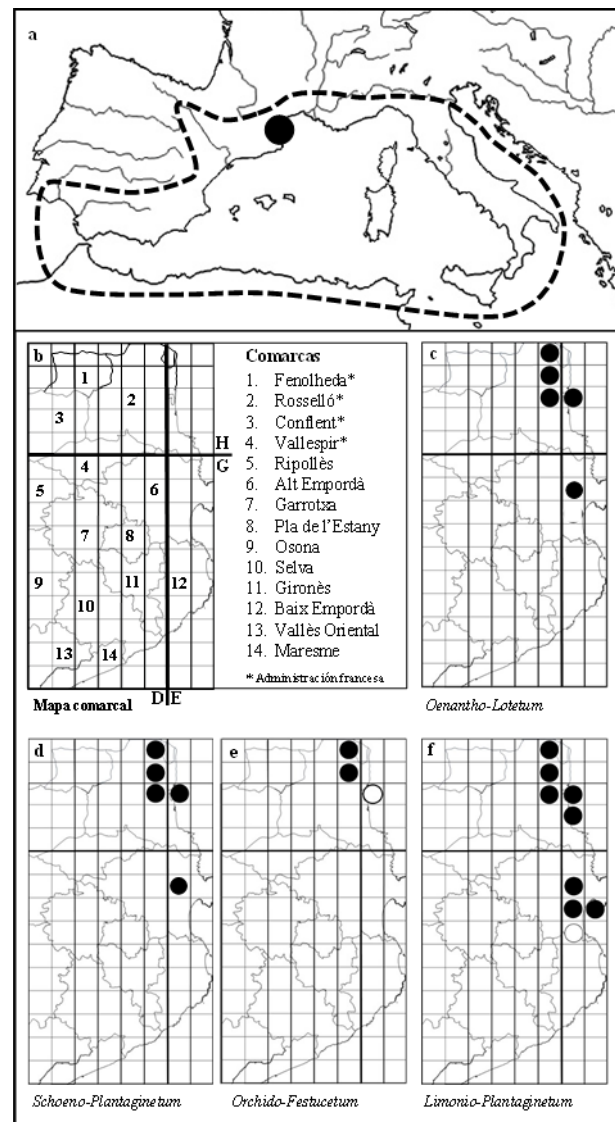 a
b
Comarcas
1. Fenolheda*
2. Rosselló*
3. Conflent*
4. Vallespir*
5. Ripollès
6. Alt Empordà
7. Garrotxa
8. Pla de l'Estany
9. Osona
10. Selva
11. Gironès
12. Baix Empordà
13. Vallès Oriental
14. Maresme
* Administración francesa
1
2
3
H
G
4
5
6
7
8
9
10
11
12
13
14
D E
Mapa comarcal
c
Oenantho-Lotetum
d
Schoeno-Plantaginetum
e
Orchido-Festucetum
f
Limonio-Plantaginetum